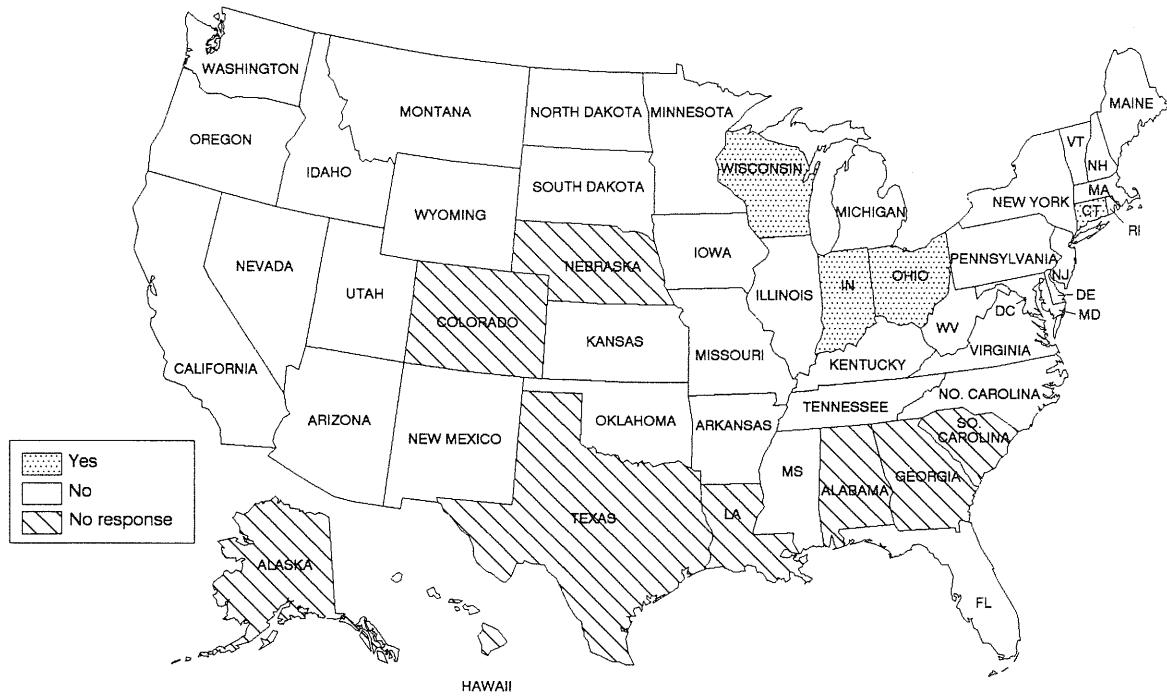 WASHINGTON
MONTANA
NORTH DAKOTA
MINNESOTA
MAINE
OREGON
IDAHO
SOUTH DAKOTA
WISCONSIN
VT
NH
MA
WYOMING
MICHIGAN
NEW YORK
CT
RI
NEVADA
NEBRASKA
IOWA
PENNSYLVANIA
NJ
UTAH
ILLINOIS
IN
OHIO
DE
MD
DC
COLORADO
KANSAS
MISSOURI
WV
VIRGINIA
KENTUCKY
CALIFORNIA
ARIZONA
NEW MEXICO
OKLAHOMA
ARKANSAS
TENNESSEE
NO. CAROLINA
SO.
CAROLINA
MS
ALABAMA
GEORGIA
TEXAS
LA
FL
Yes
No
No response
ALASKA
HAWAII